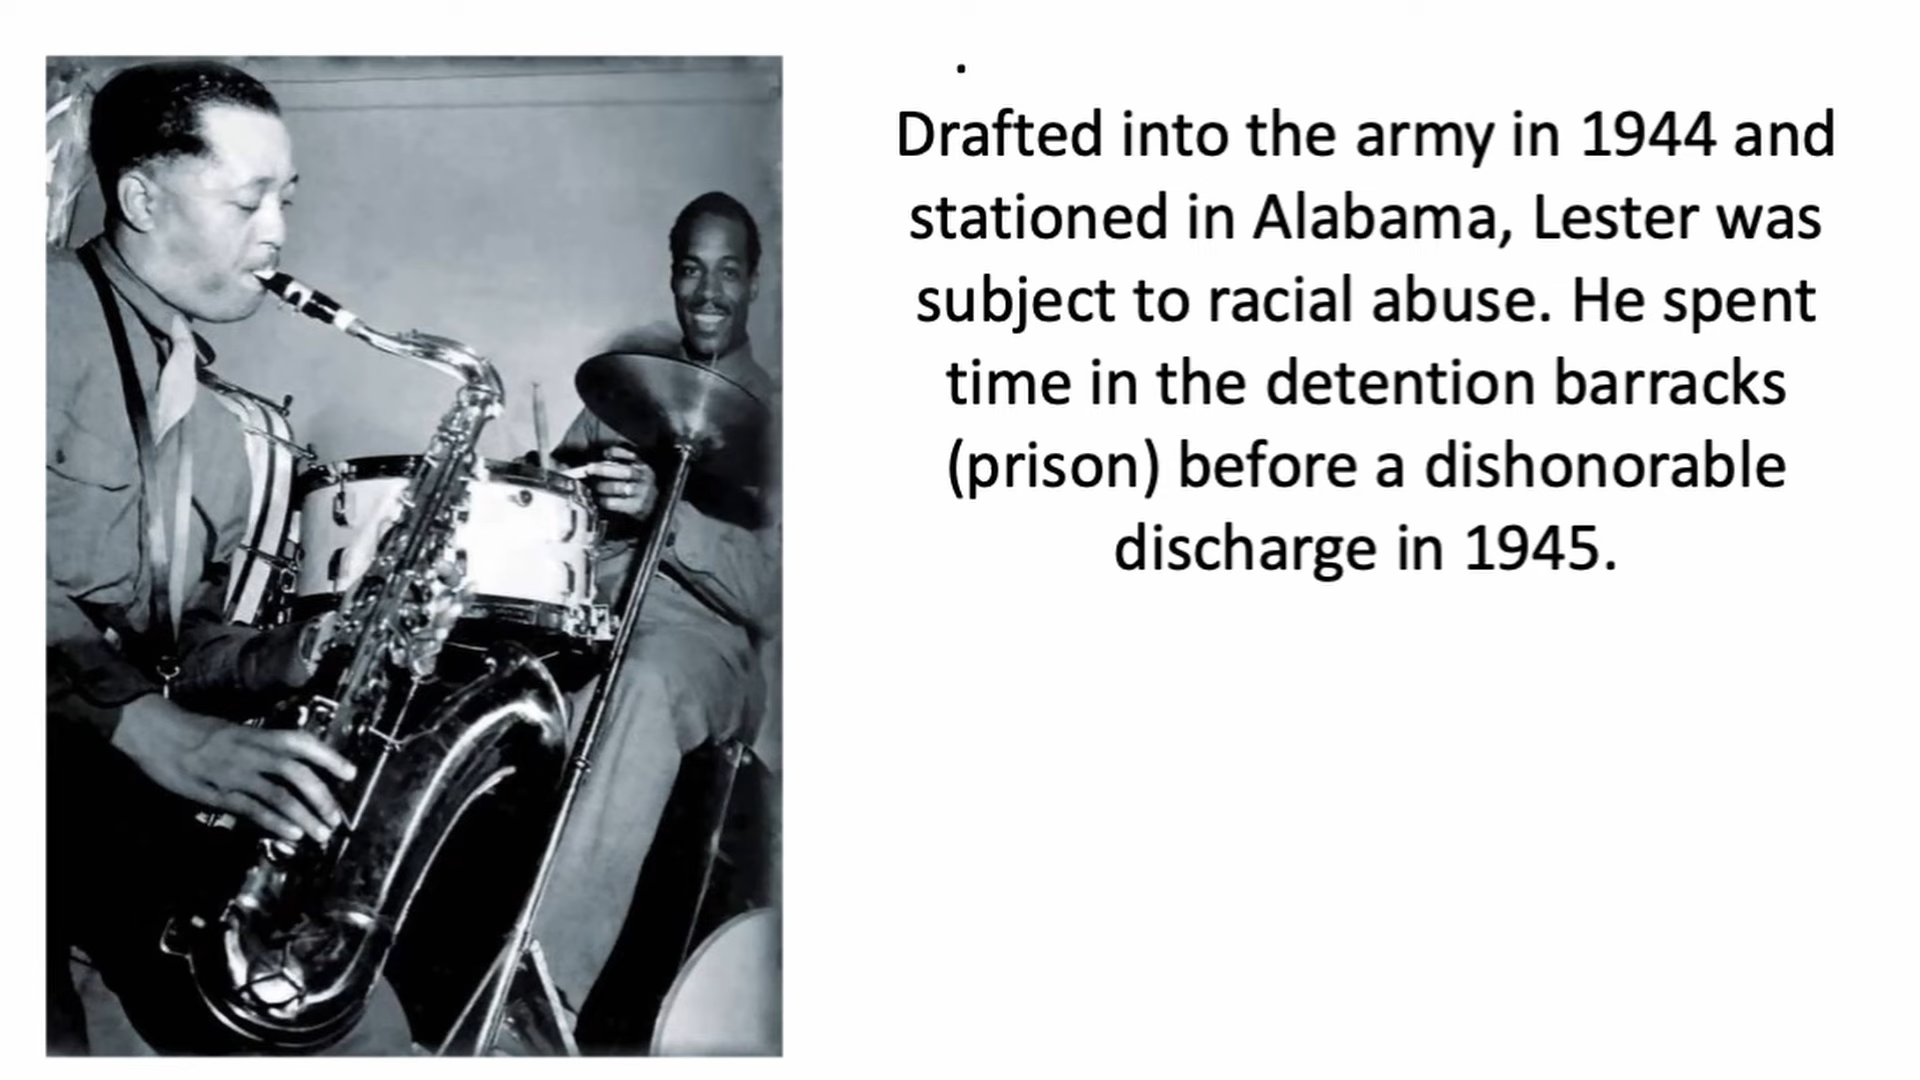 .
Drafted into the army in 1944 and
stationed in Alabama, Lester was
subject to racial abuse. He spent
time in the detention barracks
(prison) before a dishonorable
discharge in 1945.